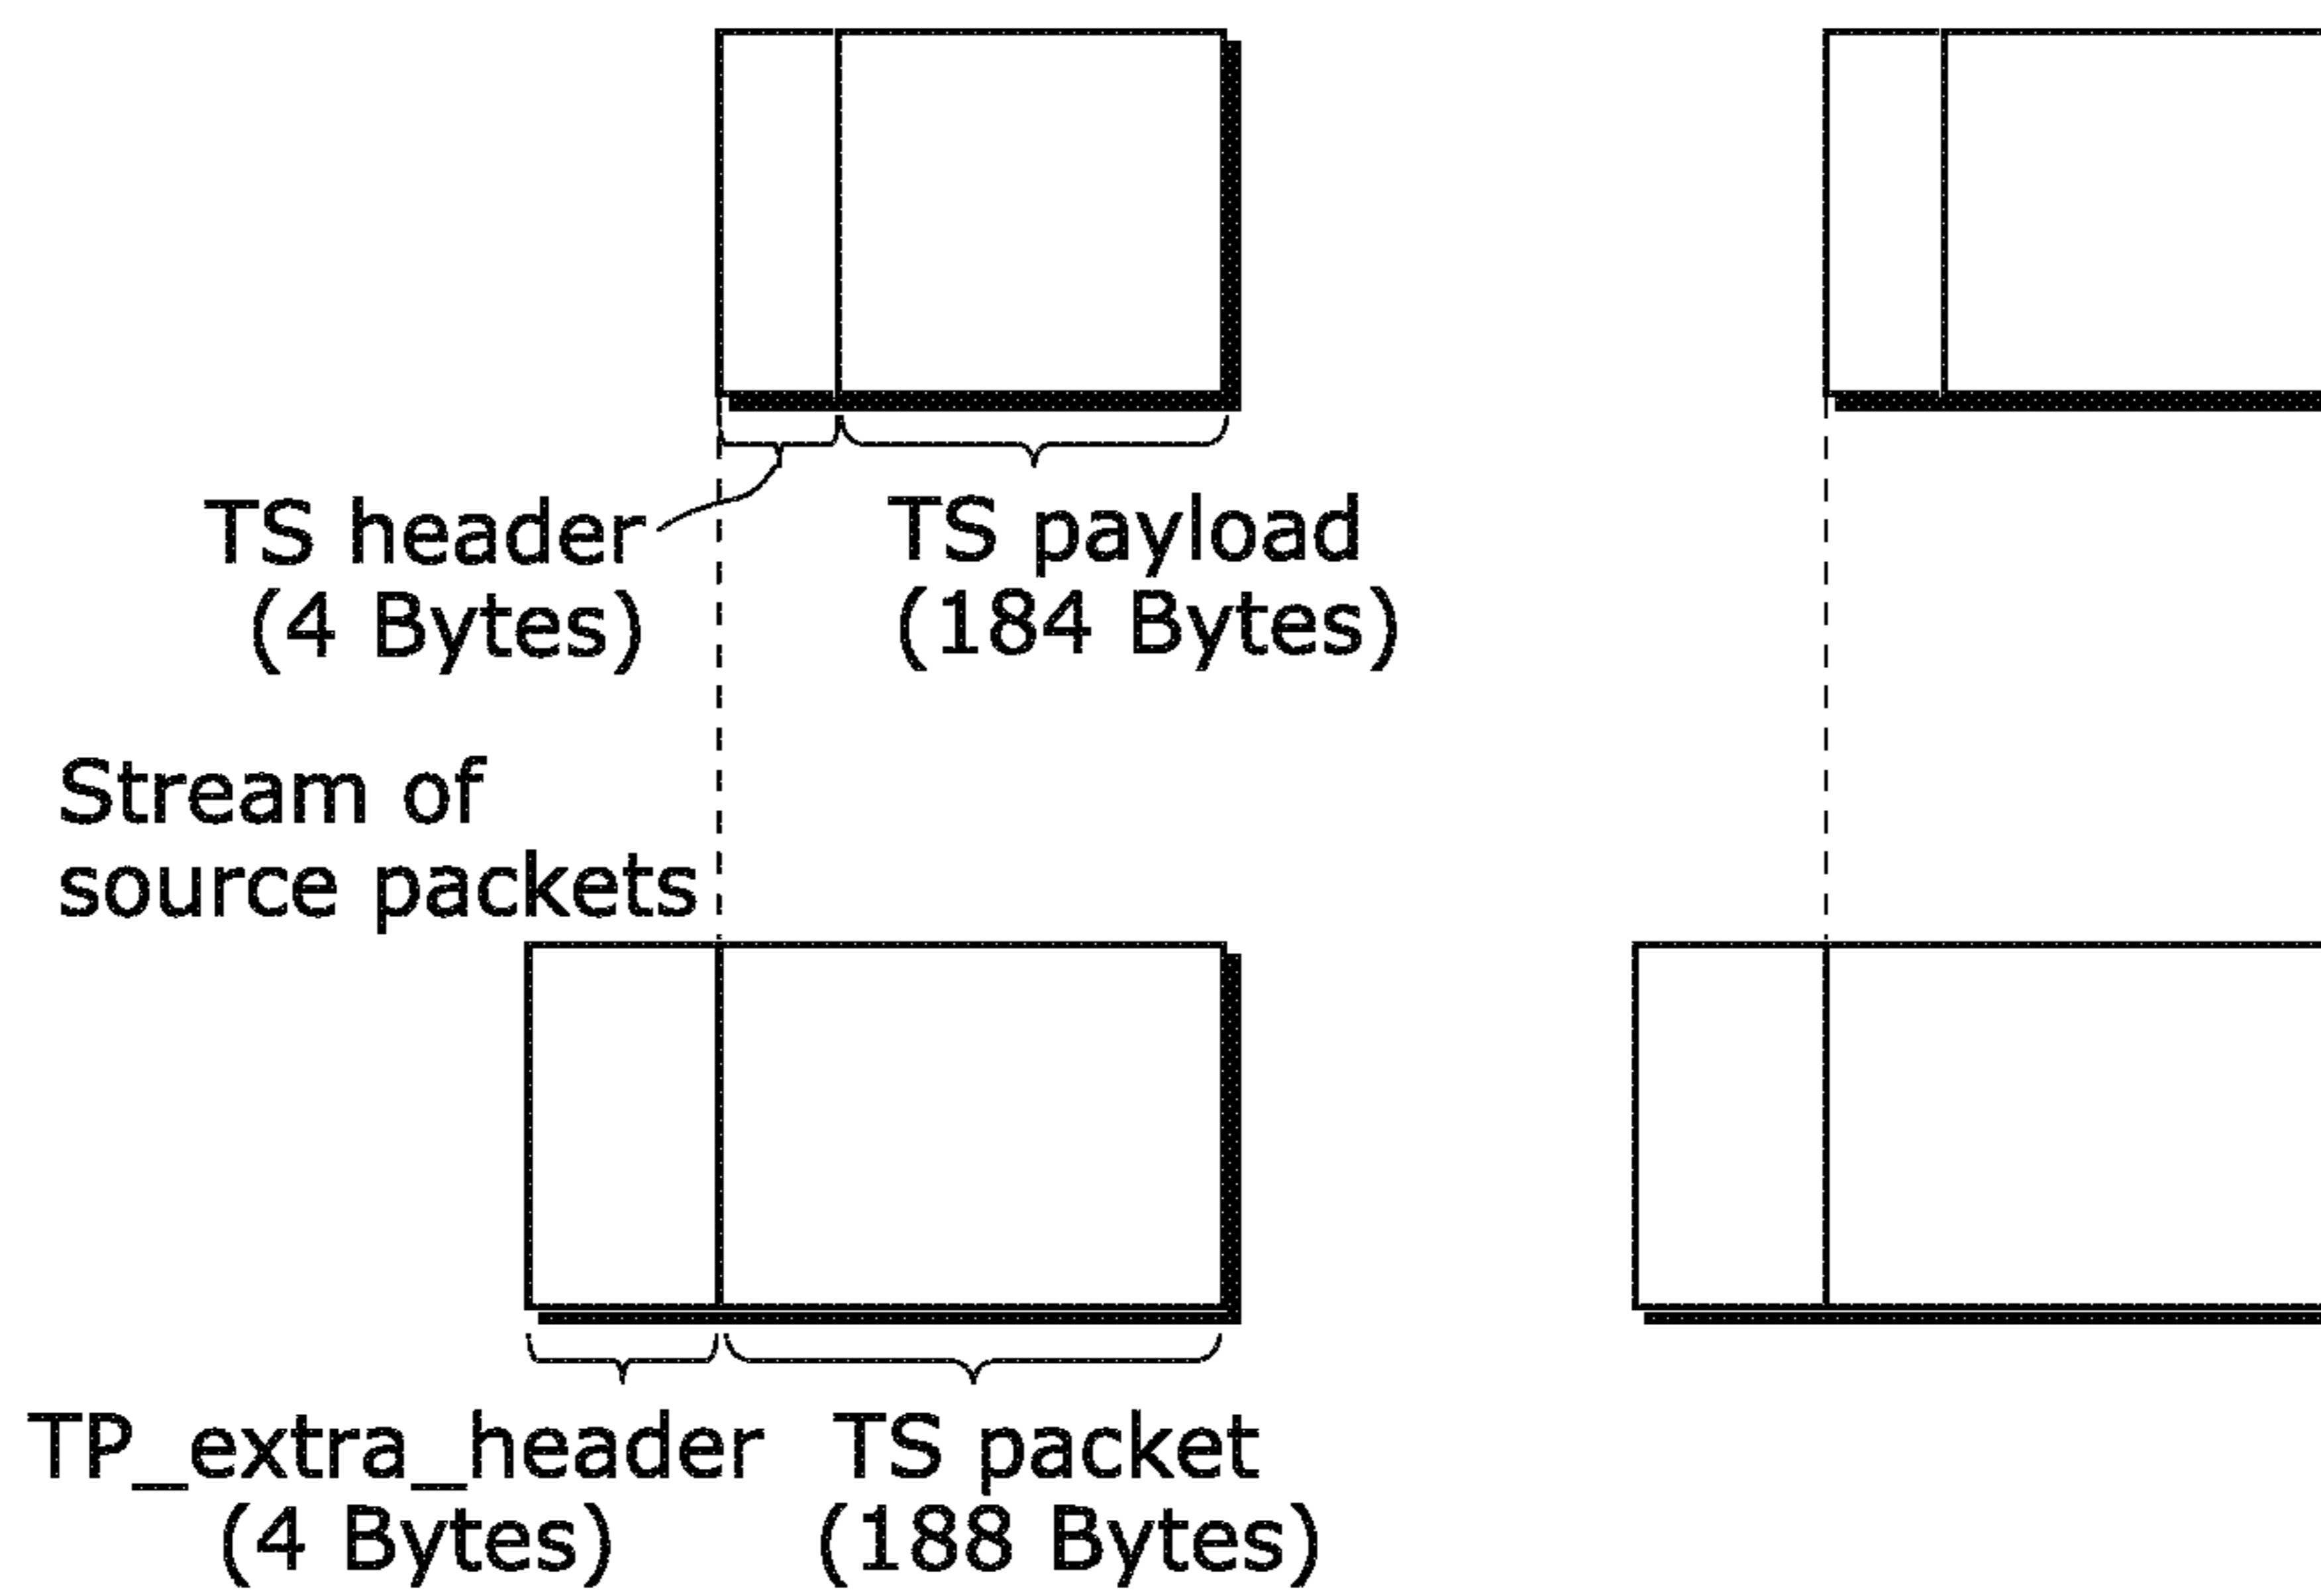 TS header
(4 Bytes)
TS payload
(184 Bytes)
Stream of
source packets
TP_extra_header
(4 Bytes)
TS packet
(188 Bytes)